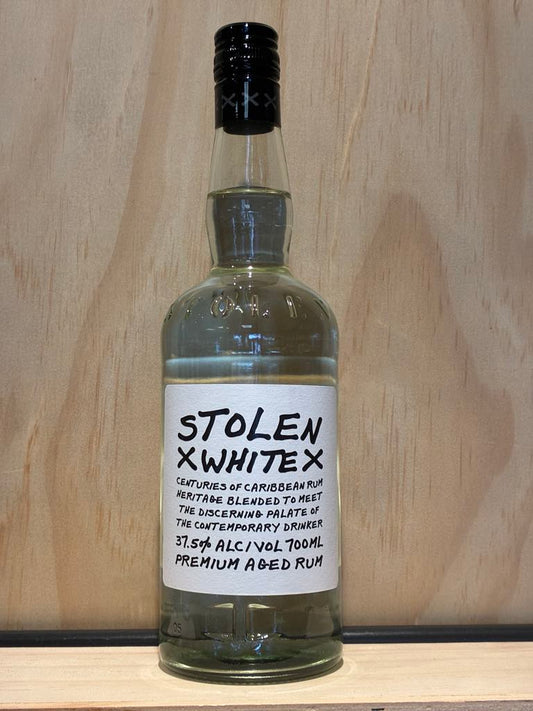 XXX
STOLEN
XWHITEX
CENTURIES OF CARIBBEAN RUM
HERITAGE BLENDED TO MEET
THE DISCERNING PALATE OF
THE CONTEMPORARY DRINKER
37.5% ALC/VOL 700ML
PREMIUM AGED RUM